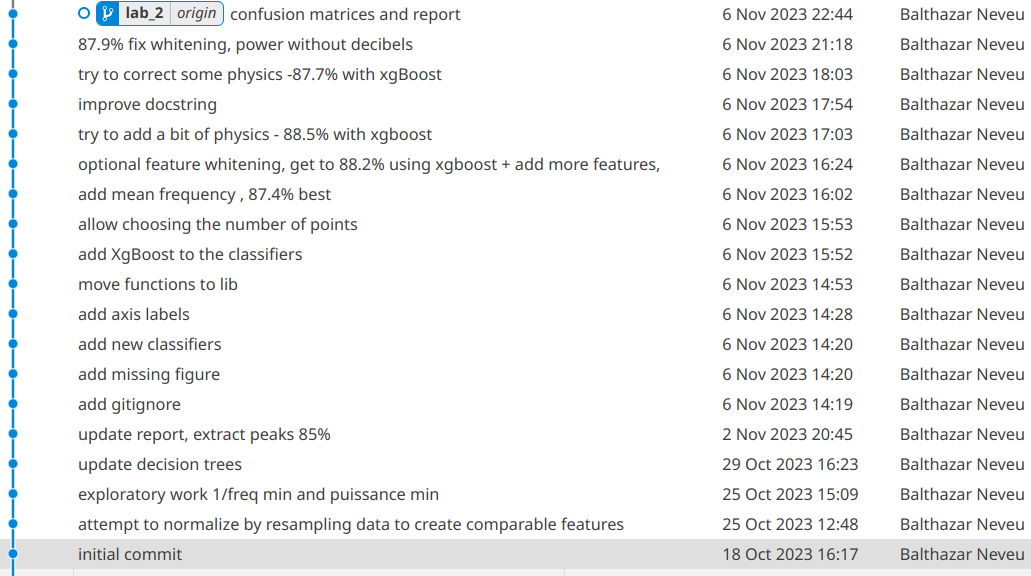 lab_2 origin confusion matrices and report 6 Nov 2023 22:44 Balthazar Neveu
87.9% fix whitening, power without decibels 6 Nov 2023 21:18 Balthazar Neveu
try to correct some physics -87.7% with xgBoost 6 Nov 2023 18:03 Balthazar Neveu
improve docstring 6 Nov 2023 17:54 Balthazar Neveu
try to add a bit of physics - 88.5% with xgboost 6 Nov 2023 17:03 Balthazar Neveu
optional feature whitening, get to 88.2% using xgboost + add more features, 6 Nov 2023 16:24 Balthazar Neveu
add mean frequency , 87.4% best 6 Nov 2023 16:02 Balthazar Neveu
allow choosing the number of points 6 Nov 2023 15:53 Balthazar Neveu
add XgBoost to the classifiers 6 Nov 2023 15:52 Balthazar Neveu
move functions to lib 6 Nov 2023 14:53 Balthazar Neveu
add axis labels 6 Nov 2023 14:28 Balthazar Neveu
add new classifiers 6 Nov 2023 14:20 Balthazar Neveu
add missing figure 6 Nov 2023 14:20 Balthazar Neveu
add gitignore 6 Nov 2023 14:19 Balthazar Neveu
update report, extract peaks 85% 2 Nov 2023 20:45 Balthazar Neveu
update decision trees 29 Oct 2023 16:23 Balthazar Neveu
exploratory work 1/freq min and puissance min 25 Oct 2023 15:09 Balthazar Neveu
attempt to normalize by resampling data to create comparable features 25 Oct 2023 12:48 Balthazar Neveu
initial commit 18 Oct 2023 16:17 Balthazar Neveu